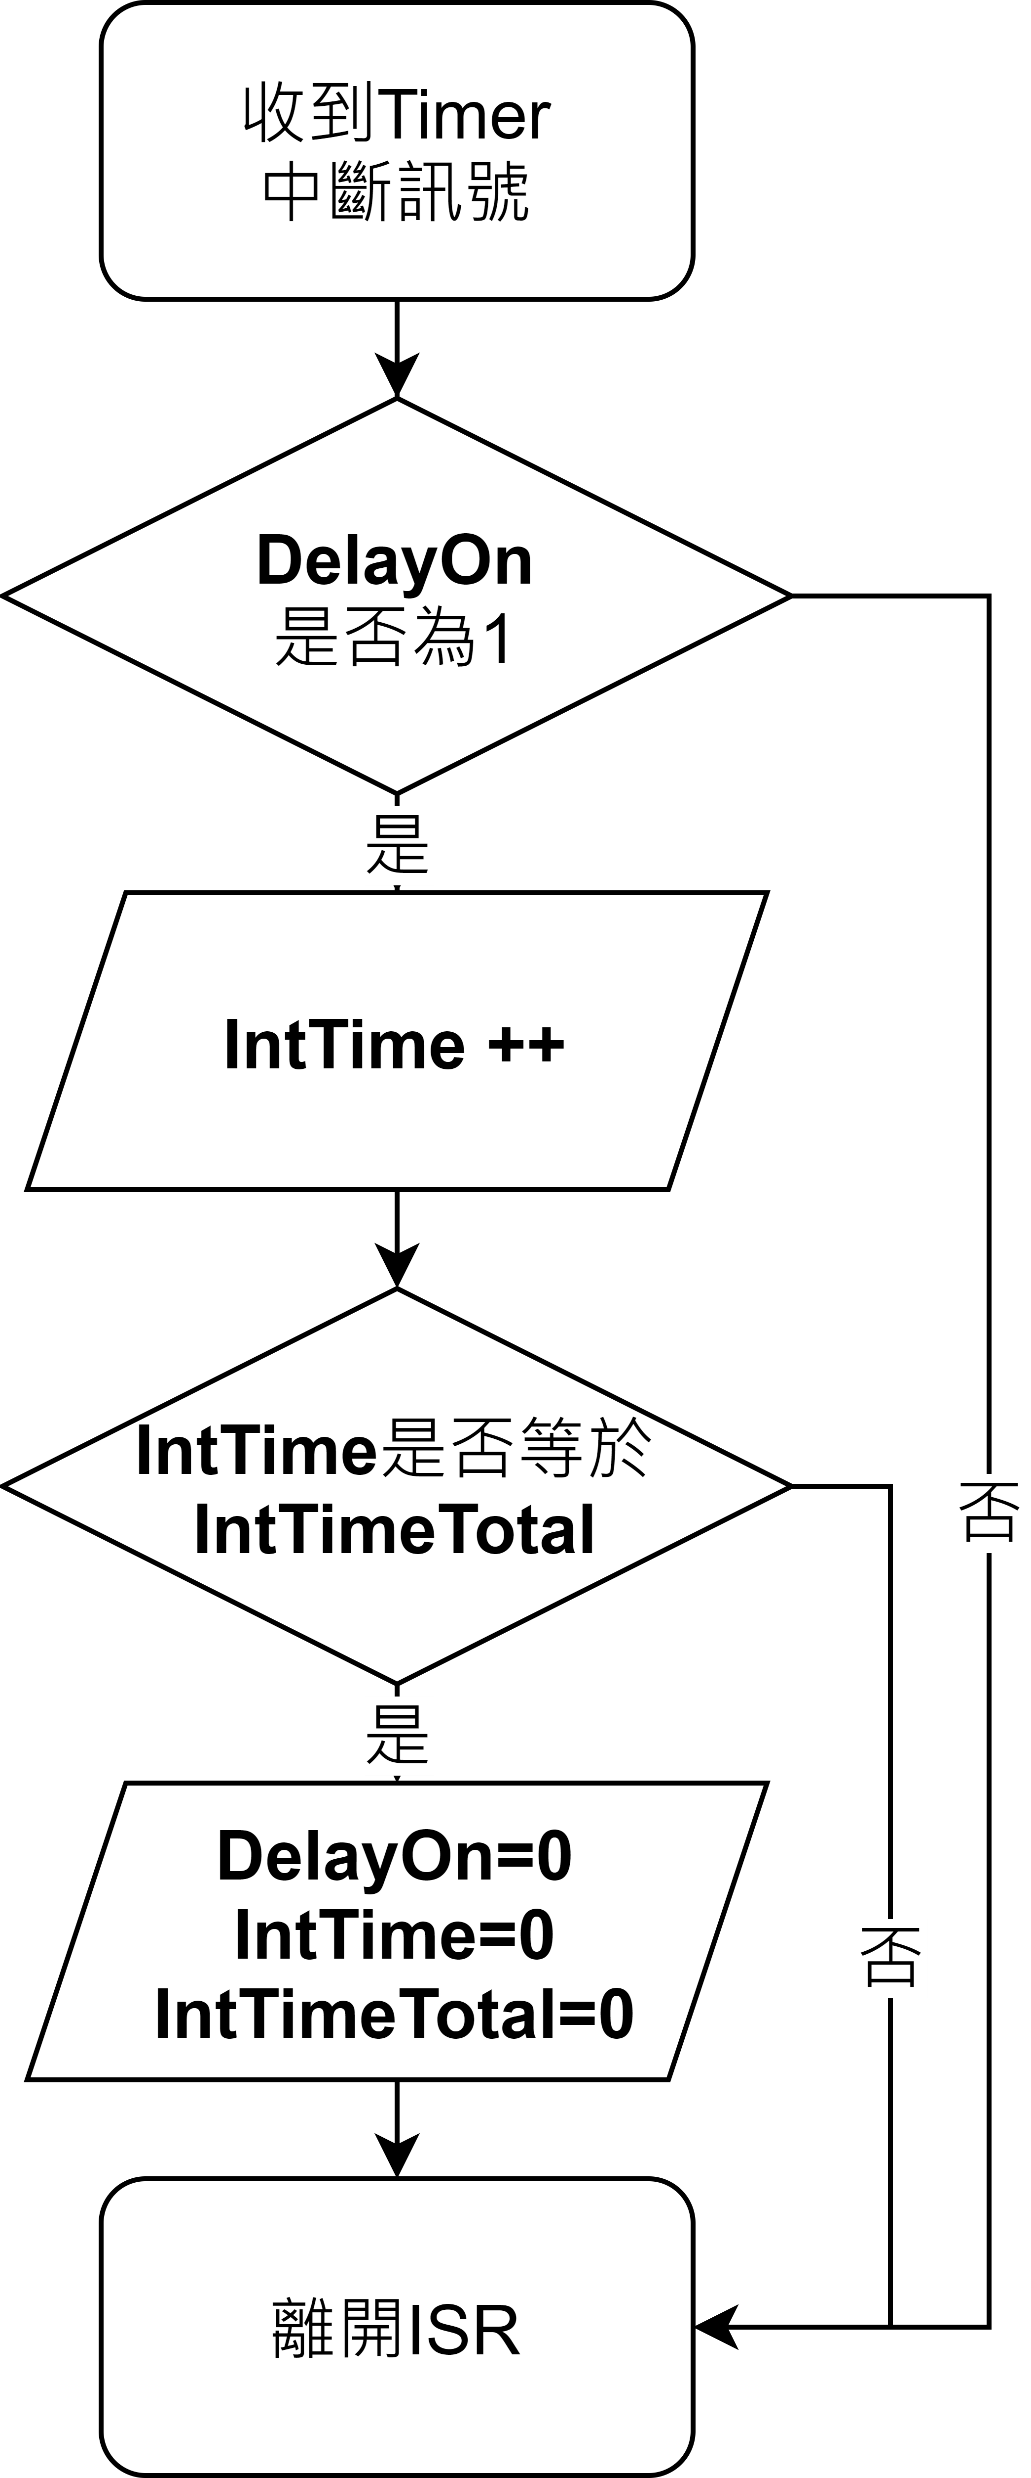 收到Timer
中斷訊號
DelayOn
是否為1
是
IntTime ++
IntTime是否等於
IntTimeTotal
否
是
DelayOn=0
IntTime=0
IntTimeTotal=0
否
離開ISR